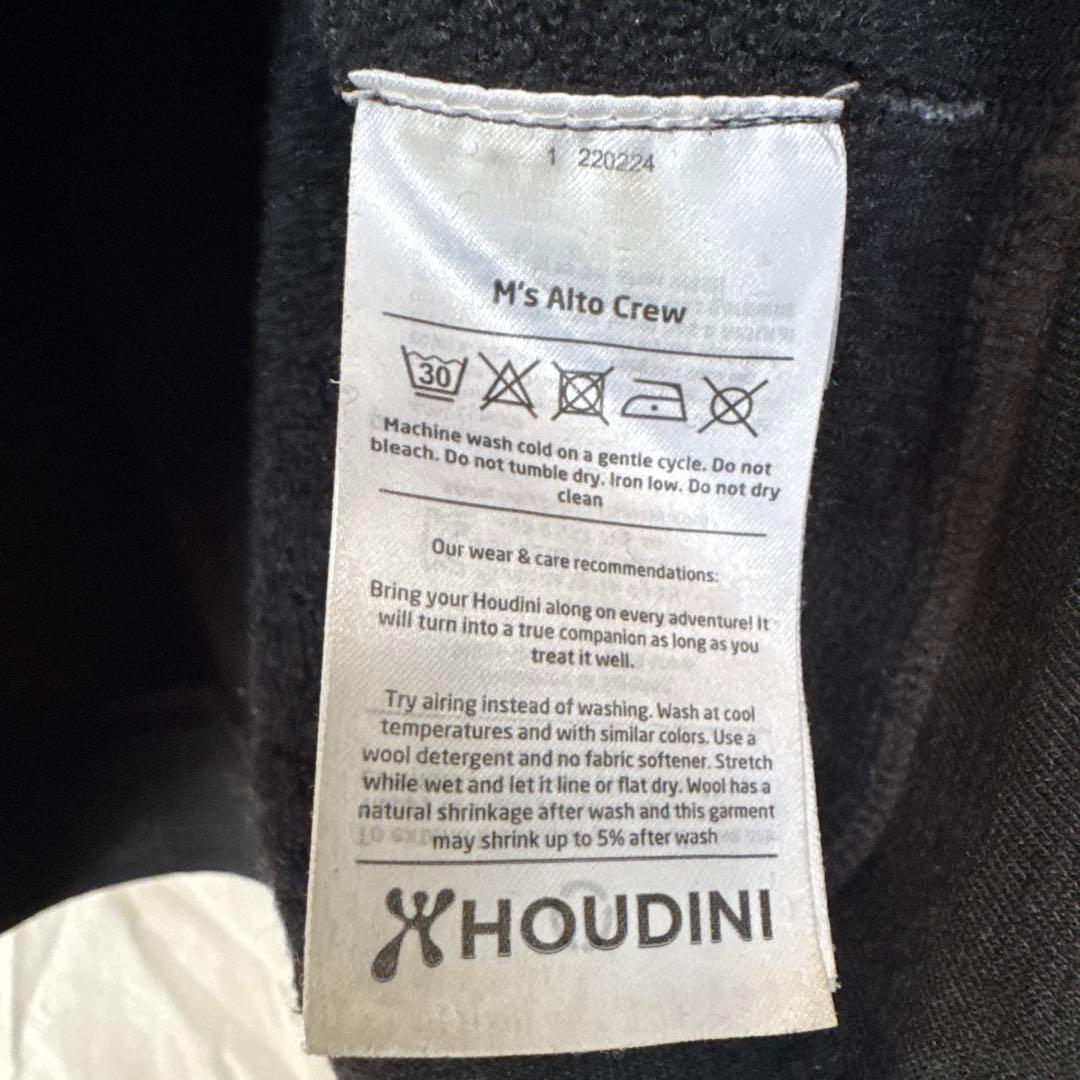 1 220224
M's Alto Crew
30
Machine wash cold on a gentle cycle. Do not
bleach. Do not tumble dry. Iron low. Do not dry
clean
Our wear & care recommendations:
Bring your Houdini along on every adventure! It
will turn into a true companion as long as you
treat it well.
Try airing instead of washing. Wash at cool
temperatures and with similar colors. Use a
wool detergent and no fabric softener. Stretch
while wet and let it line or flat dry. Wool has a
natural shrinkage after wash and this garment
may shrink up to 5% after wash
HOUDINI